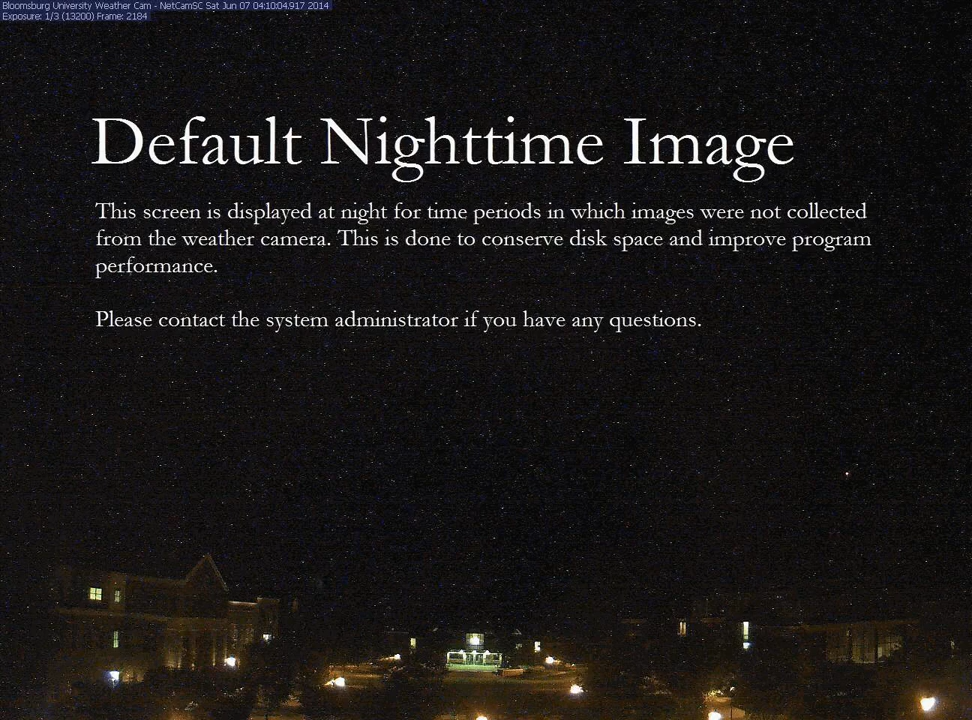 Bloomsburg University Weather Cam - NetCamSC Sat Jun 07 04:10:04.917 2014
Exposure: 1/3 (13200) Frame: 2184
Default Nighttime Image
This screen is displayed at night for time periods in which images were not collected
from the weather camera. This is done to conserve disk space and improve program
performance.
Please contact the system administrator if you have any questions.